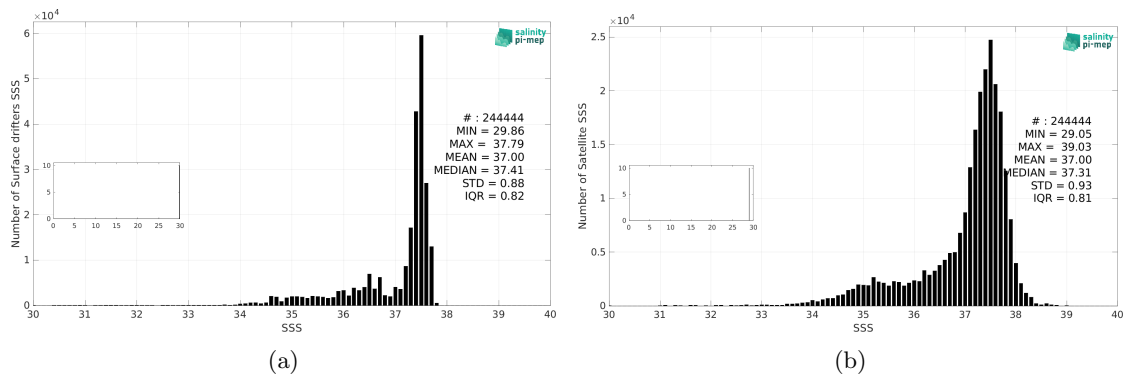 ×10⁴
6
5
4
3
2
1
0
30 31 32 33 34 35 36 37 38 39 40
SSS
Number of Surface drifters SSS
salinity
pi-mep
# : 244444
MIN = 29.86
MAX = 37.79
MEAN = 37.00
MEDIAN = 37.41
STD = 0.88
IQR = 0.82
10
5
0
0 5 10 15 20 25 30
(a)
×10⁴
2.5
2
1.5
1
0.5
0
30 31 32 33 34 35 36 37 38 39 40
SSS
Number of Satellite SSS
salinity
pi-mep
# : 244444
MIN = 29.05
MAX = 39.03
MEAN = 37.00
MEDIAN = 37.31
STD = 0.93
IQR = 0.81
10
5
0
0 5 10 15 20 25 30
(b)